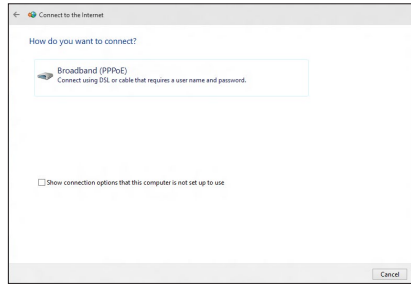 Connect to the Internet
How do you want to connect?
Broadband (PPPoE)
Connect using DSL or cable that requires a user name and password.
Show connection options that this computer is not set up to use
Cancel